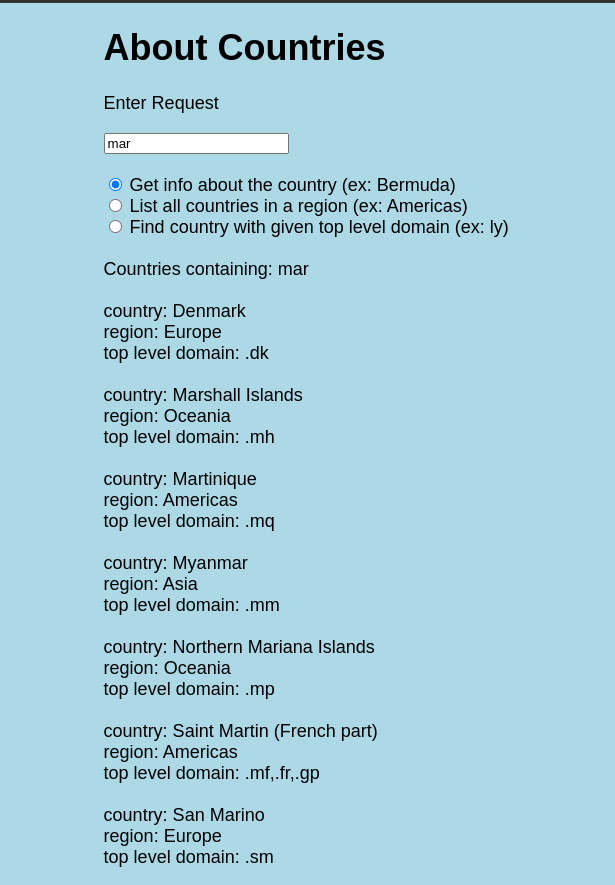 About Countries
Enter Request
mar
Get info about the country (ex: Bermuda)
List all countries in a region (ex: Americas)
Find country with given top level domain (ex: ly)
Countries containing: mar
country: Denmark
region: Europe
top level domain: .dk
country: Marshall Islands
region: Oceania
top level domain: .mh
country: Martinique
region: Americas
top level domain: .mq
country: Myanmar
region: Asia
top level domain: .mm
country: Northern Mariana Islands
region: Oceania
top level domain: .mp
country: Saint Martin (French part)
region: Americas
top level domain: .mf,.fr,.gp
country: San Marino
region: Europe
top level domain: .sm